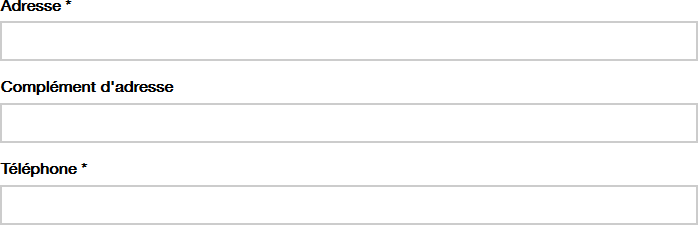 Adresse *
Complément d'adresse
Téléphone *